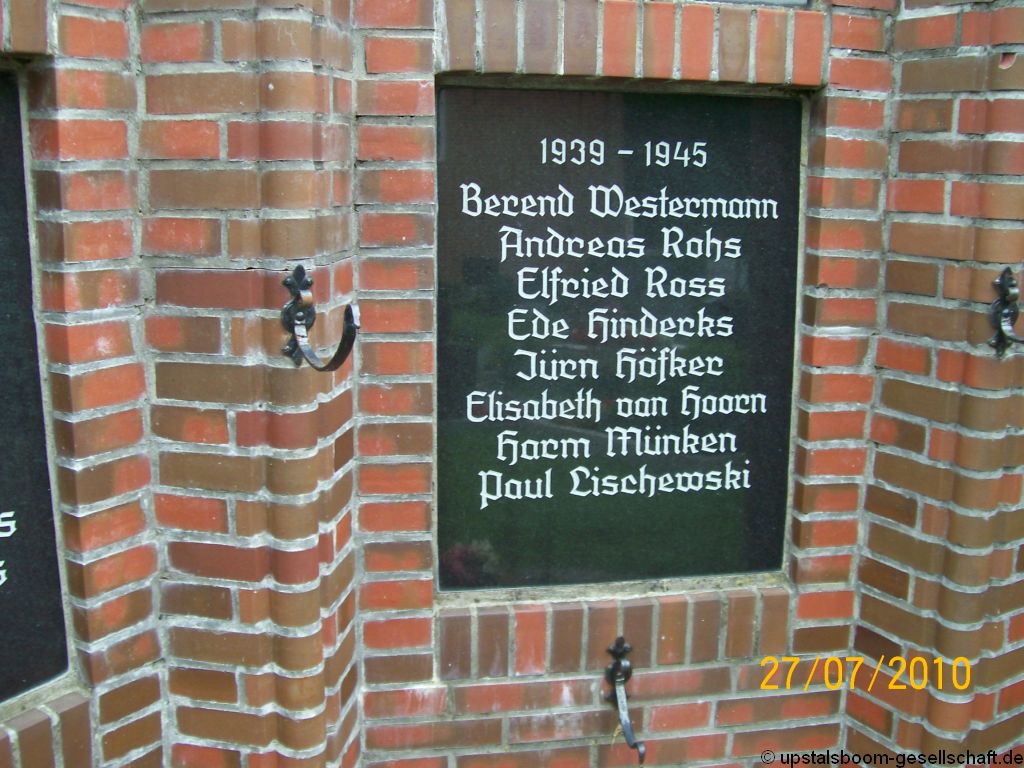 1939 - 1945
Berend Westermann
Andreas Rohs
Elfried Ross
Ede Hinderks
Jürn Höfker
Elisabeth van Hoorn
Harm Münken
Paul Lischewski
27/07/2010
© upstalsboom-gesellschaft.de